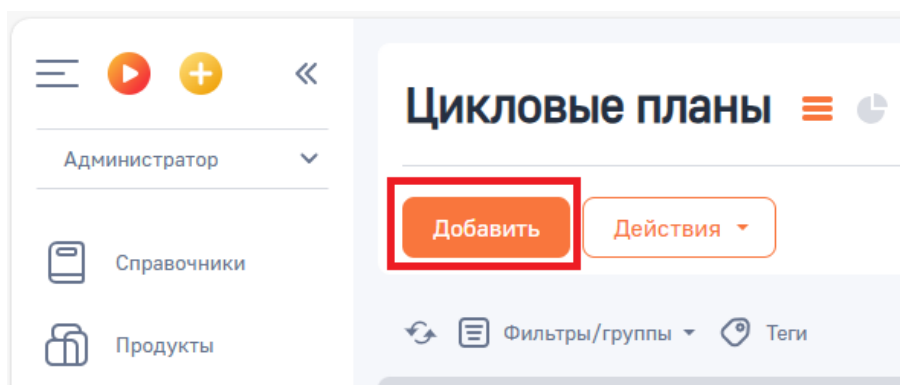 Цикловые планы
Администратор
Добавить
Действия
Справочники
Фильтры/группы
Теги
Продукты